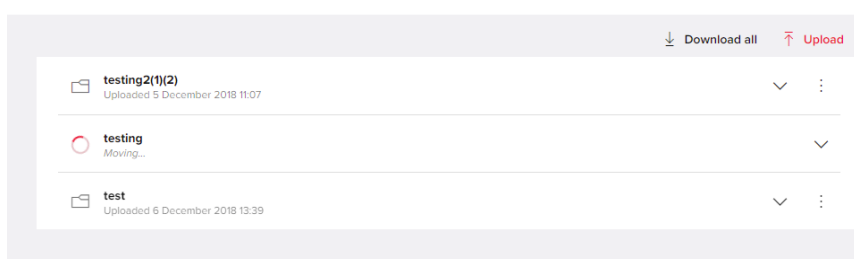 Download all Upload
testing2(1)(2)
Uploaded 5 December 2018 11:07
testing
Moving...
test
Uploaded 6 December 2018 13:39